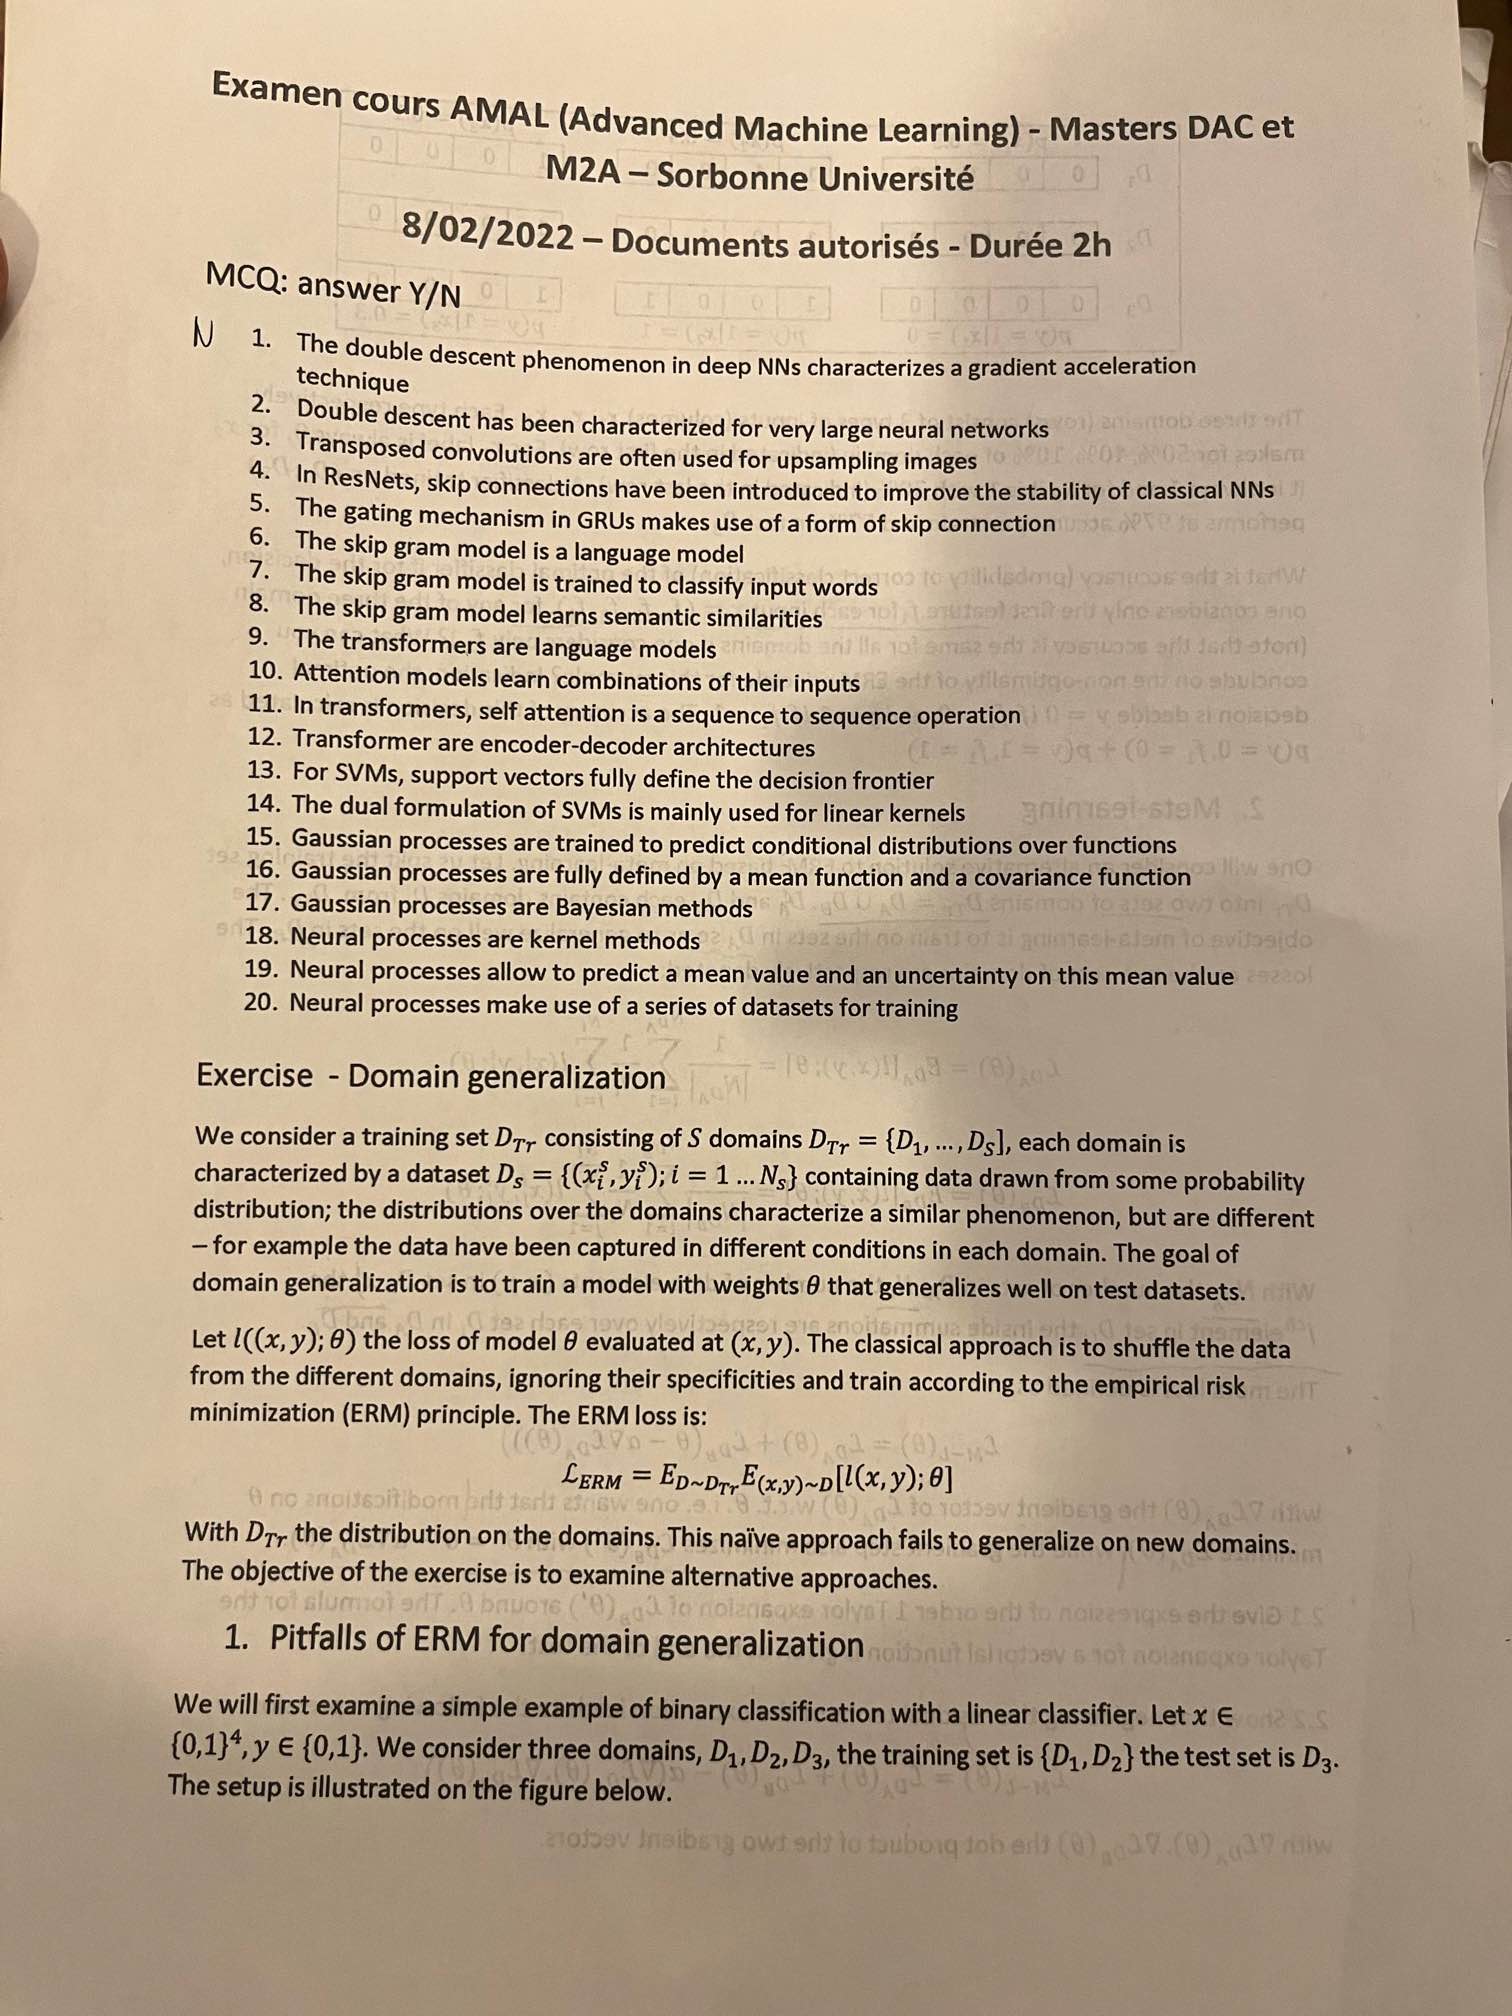 Examen cours AMAL (Advanced Machine Learning) - Masters DAC et
M2A – Sorbonne Université
8/02/2022 – Documents autorisés - Durée 2h
MCQ: answer Y/N
N 1. The double descent phenomenon in deep NNs characterizes a gradient acceleration
technique
2. Double descent has been characterized for very large neural networks
3. Transposed convolutions are often used for upsampling images
4. In ResNets, skip connections have been introduced to improve the stability of classical NNs
5. The gating mechanism in GRUs makes use of a form of skip connection
6. The skip gram model is a language model
7. The skip gram model is trained to classify input words
8. The skip gram model learns semantic similarities
9. The transformers are language models
10. Attention models learn combinations of their inputs
11. In transformers, self attention is a sequence to sequence operation
12. Transformer are encoder-decoder architectures
13. For SVMs, support vectors fully define the decision frontier
14. The dual formulation of SVMs is mainly used for linear kernels
15. Gaussian processes are trained to predict conditional distributions over functions
16. Gaussian processes are fully defined by a mean function and a covariance function
17. Gaussian processes are Bayesian methods
18. Neural processes are kernel methods
19. Neural processes allow to predict a mean value and an uncertainty on this mean value
20. Neural processes make use of a series of datasets for training
Exercise - Domain generalization
We consider a training set D_Tr consisting of S domains D_Tr = {D_1, ..., D_S], each domain is
characterized by a dataset D_s = {(x_i^s, y_i^s); i = 1 ... N_s} containing data drawn from some probability
distribution; the distributions over the domains characterize a similar phenomenon, but are different
– for example the data have been captured in different conditions in each domain. The goal of
domain generalization is to train a model with weights θ that generalizes well on test datasets.
Let l((x, y); θ) the loss of model θ evaluated at (x, y). The classical approach is to shuffle the data
from the different domains, ignoring their specificities and train according to the empirical risk
minimization (ERM) principle. The ERM loss is:
ℒ_ERM = E_D~D_Tr E_(x,y)~D[l(x, y); θ]
With D_Tr the distribution on the domains. This naïve approach fails to generalize on new domains.
The objective of the exercise is to examine alternative approaches.
1. Pitfalls of ERM for domain generalization
We will first examine a simple example of binary classification with a linear classifier. Let x ∈
{0,1}⁴, y ∈ {0,1}. We consider three domains, D_1, D_2, D_3, the training set is {D_1, D_2} the test set is D_3.
The setup is illustrated on the figure below.